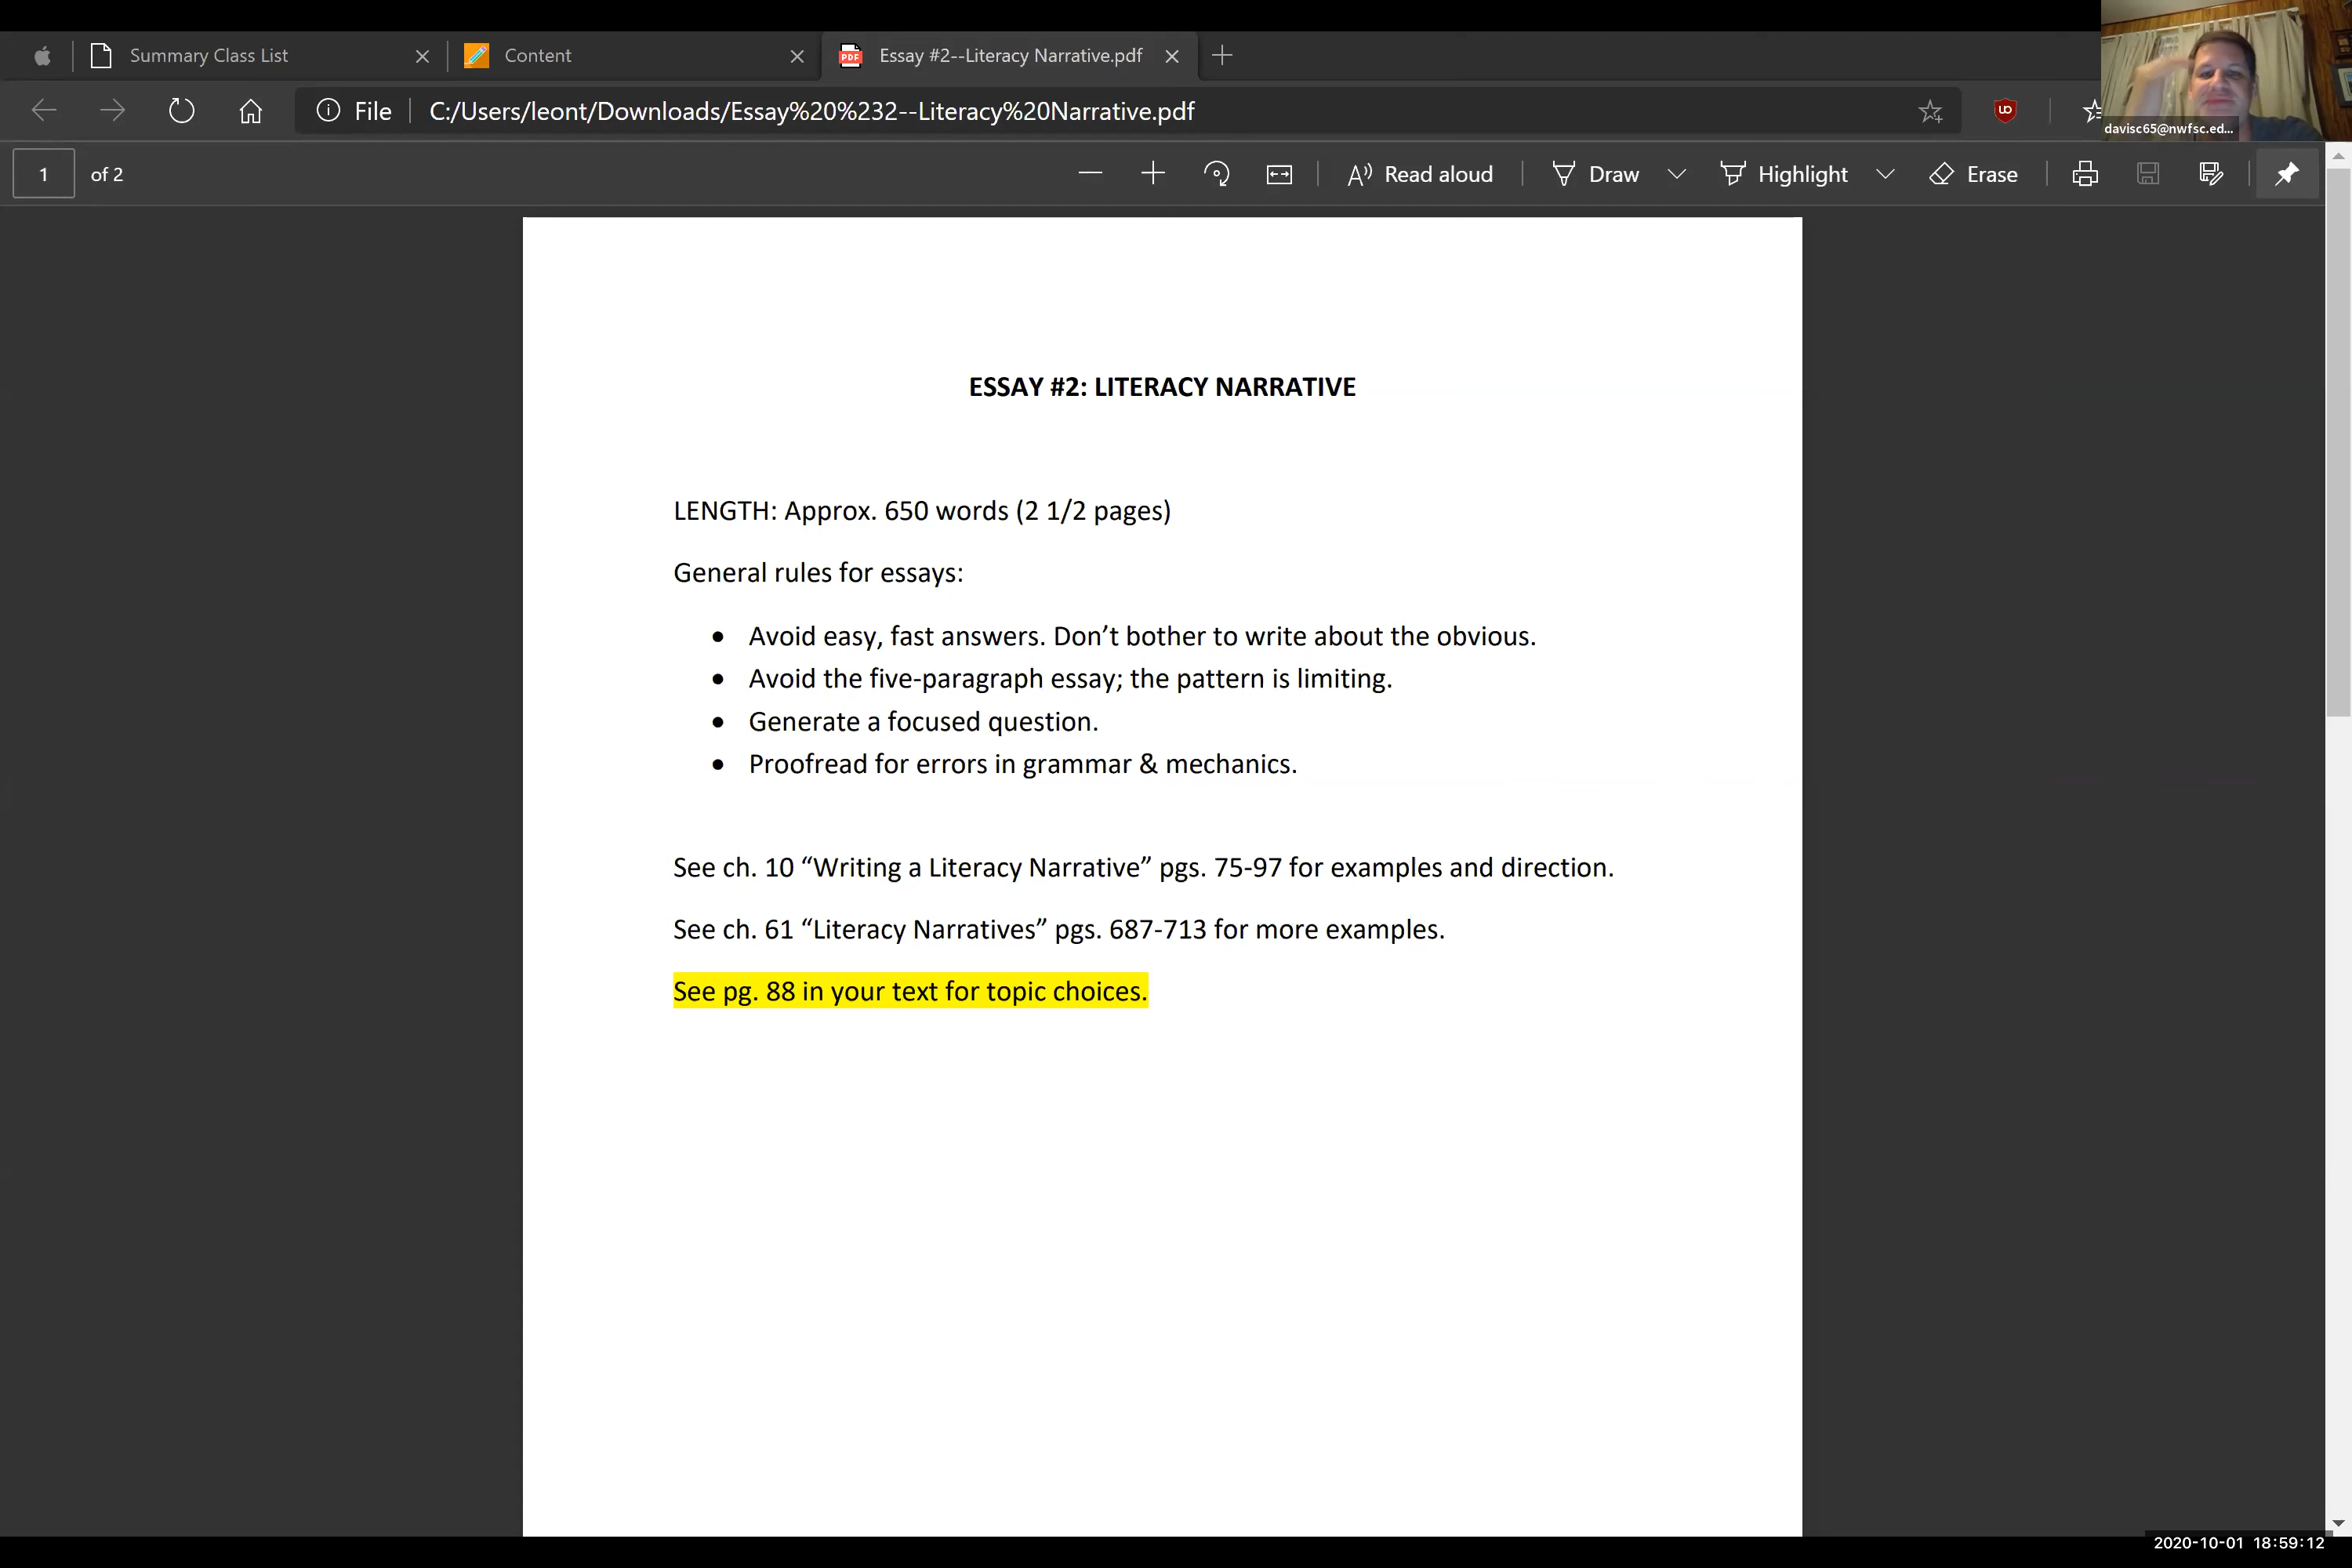 Summary Class List
Content
PDF
Essay #2--Literacy Narrative.pdf
File
C:/Users/leont/Downloads/Essay%20%232--Literacy%20Narrative.pdf
davisc65@nwfsc.ed...
1 of 2
Read aloud
Draw
Highlight
Erase
ESSAY #2: LITERACY NARRATIVE
LENGTH: Approx. 650 words (2 1/2 pages)
General rules for essays:
• Avoid easy, fast answers. Don’t bother to write about the obvious.
• Avoid the five-paragraph essay; the pattern is limiting.
• Generate a focused question.
• Proofread for errors in grammar & mechanics.
See ch. 10 “Writing a Literacy Narrative” pgs. 75-97 for examples and direction.
See ch. 61 “Literacy Narratives” pgs. 687-713 for more examples.
See pg. 88 in your text for topic choices.
2020-10-01 18:59:12